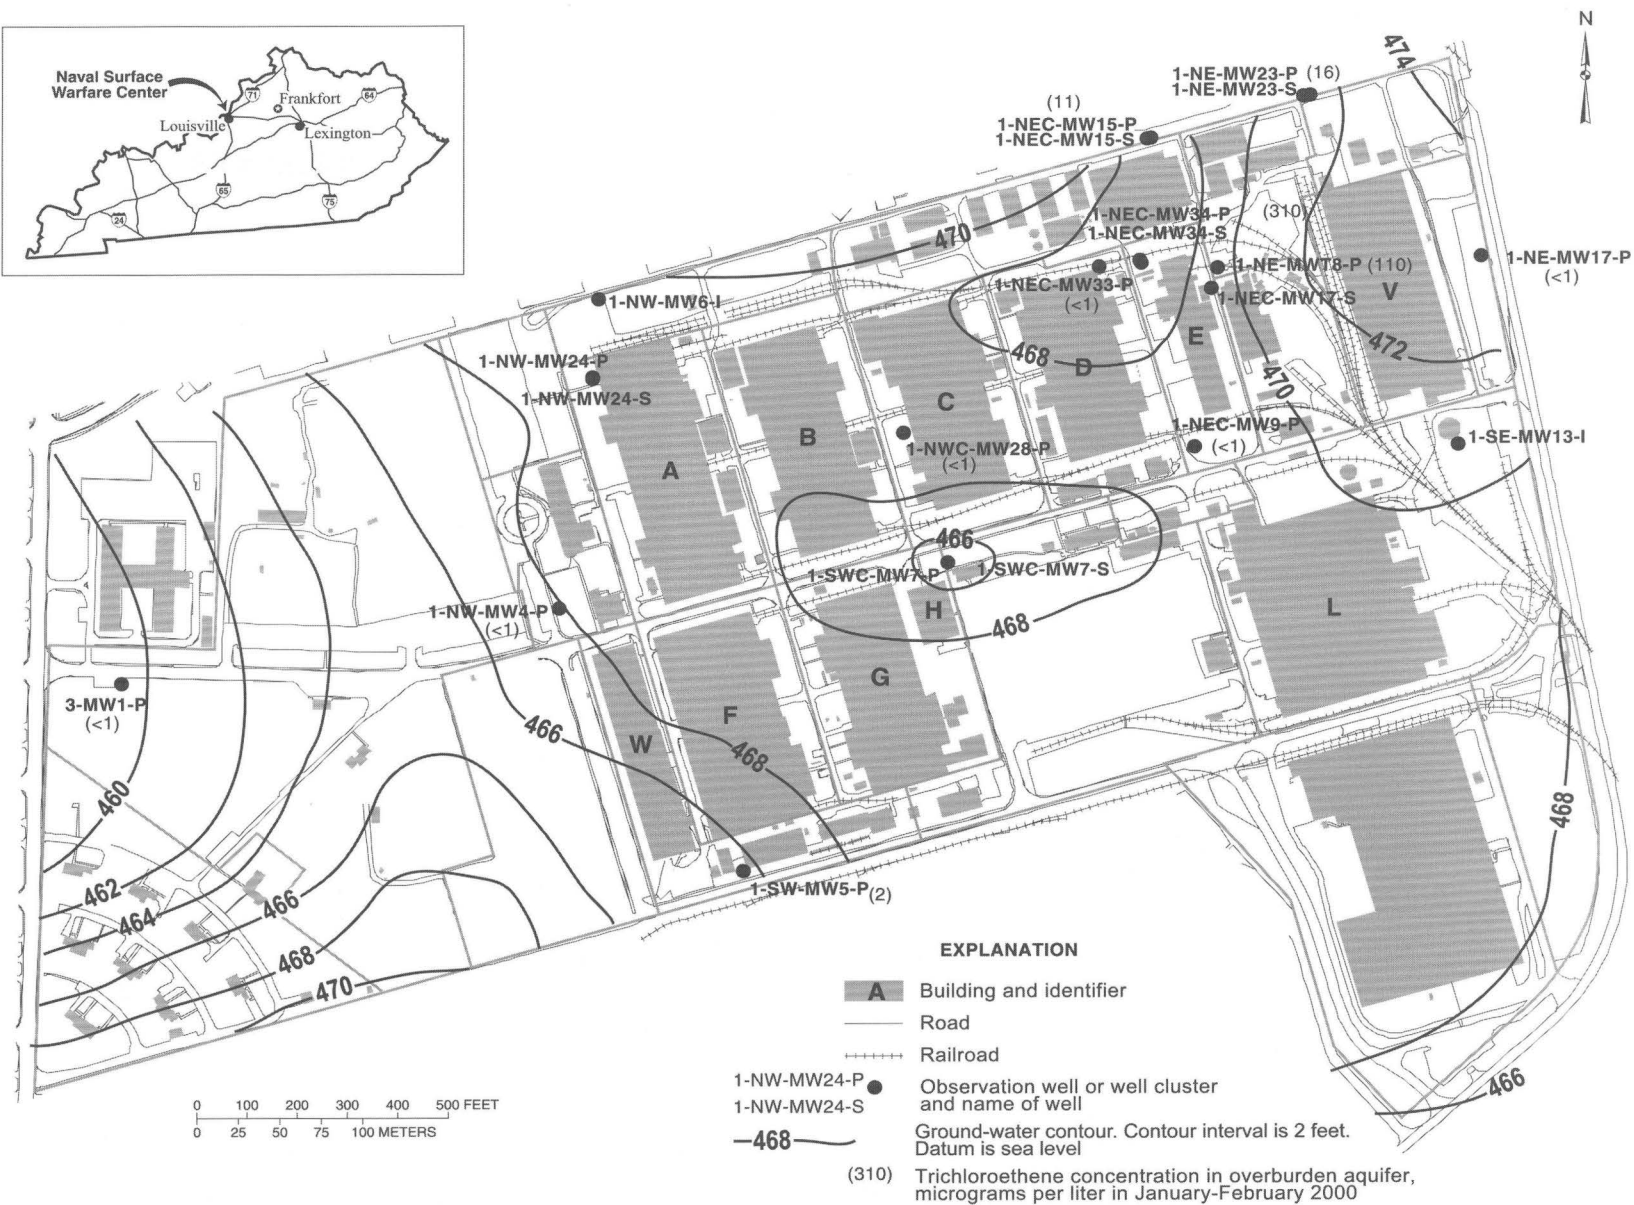 N
Naval Surface
Warfare Center
71
64
Frankfort
Louisville
Lexington
65
75
24
474
1-NE-MW23-P (16)
1-NE-MW23-S
(11)
1-NEC-MW15-P
1-NEC-MW15-S
1-NEC-MW34-P
(310)
1-NEC-MW34-S
470
1-NE-MW17-P
(<1)
1-NE-MWT8-P (110)
1-NEC-MW33-P
(<1)
1-NEC-MW17-S
V
1-NW-MW6-I
E
472
468
D
1-NW-MW24-P
1-NW-MW24-S
470
C
1-NEC-MW9-P
(<1)
1-SE-MW13-I
B
1-NWC-MW28-P
(<1)
A
466
1-SWC-MW7-P
1-SWC-MW7-S
1-NW-MW4-P
(<1)
H
L
468
G
3-MW1-P
(<1)
F
466
W
468
460
468
1-SW-MW5-P (2)
462
464
466
468
470
466
EXPLANATION
A
Building and identifier
Road
Railroad
1-NW-MW24-P
1-NW-MW24-S
Observation well or well cluster
and name of well
468
Ground-water contour. Contour interval is 2 feet.
Datum is sea level
(310)
Trichloroethene concentration in overburden aquifer,
micrograms per liter in January-February 2000
0 100 200 300 400 500 FEET
0 25 50 75 100 METERS